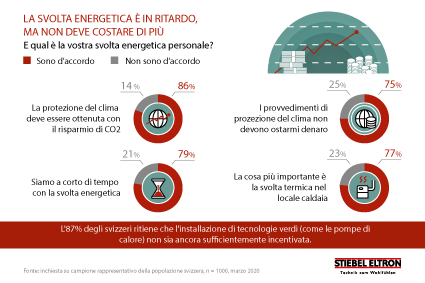 LA SVOLTA ENERGETICA È IN RITARDO,
MA NON DEVE COSTARE DI PIÙ
E qual è la vostra svolta energetica personale?
Sono d'accordo
Non sono d'accordo
14 %
86%
La protezione del clima
deve essere ottenuta con
il risparmio di CO2
25%
75%
I provvedimenti di
prozezione del clima non
devono ostarmi denaro
21%
79%
Siamo a corto di tempo
con la svolta energetica
23%
77%
La cosa più importante è
la svolta termica nel
locale caldaia
L'87% degli svizzeri ritiene che l'installazione di tecnologie verdi (come le pompe di
calore) non sia ancora sufficientemente incentivata.
Fonte: inchiesta su campione rappresentativo della popolazione svizzera, n = 1000, marzo 2020
STIEBEL ELTRON
Technik zum Wohlfühlen